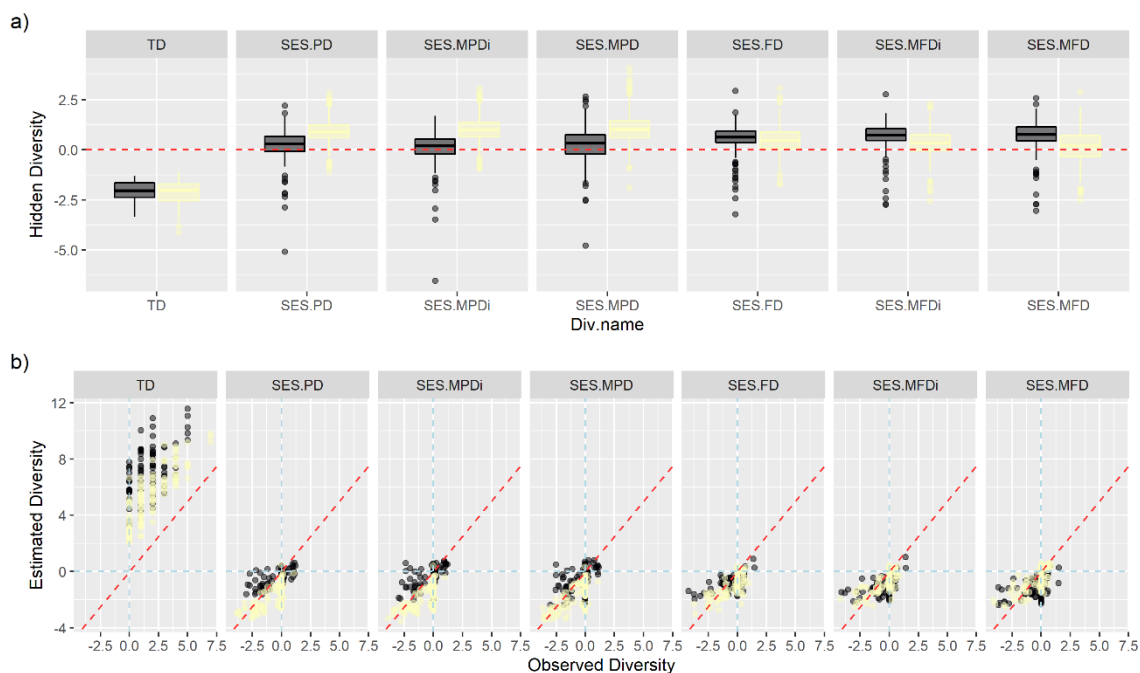 a)
TD SES.PD SES.MPDi SES.MPD SES.FD SES.MFDi SES.MFD
Hidden Diversity
2.5
0.0
-2.5
-5.0
TD SES.PD SES.MPDi SES.MPD SES.FD SES.MFDi SES.MFD
Div.name
b)
TD SES.PD SES.MPDi SES.MPD SES.FD SES.MFDi SES.MFD
Estimated Diversity
12
8
4
0
-4
-2.5 0.0 2.5 5.0 7.5 -2.5 0.0 2.5 5.0 7.5 -2.5 0.0 2.5 5.0 7.5 -2.5 0.0 2.5 5.0 7.5 -2.5 0.0 2.5 5.0 7.5 -2.5 0.0 2.5 5.0 7.5 -2.5 0.0 2.5 5.0 7.5
Observed Diversity